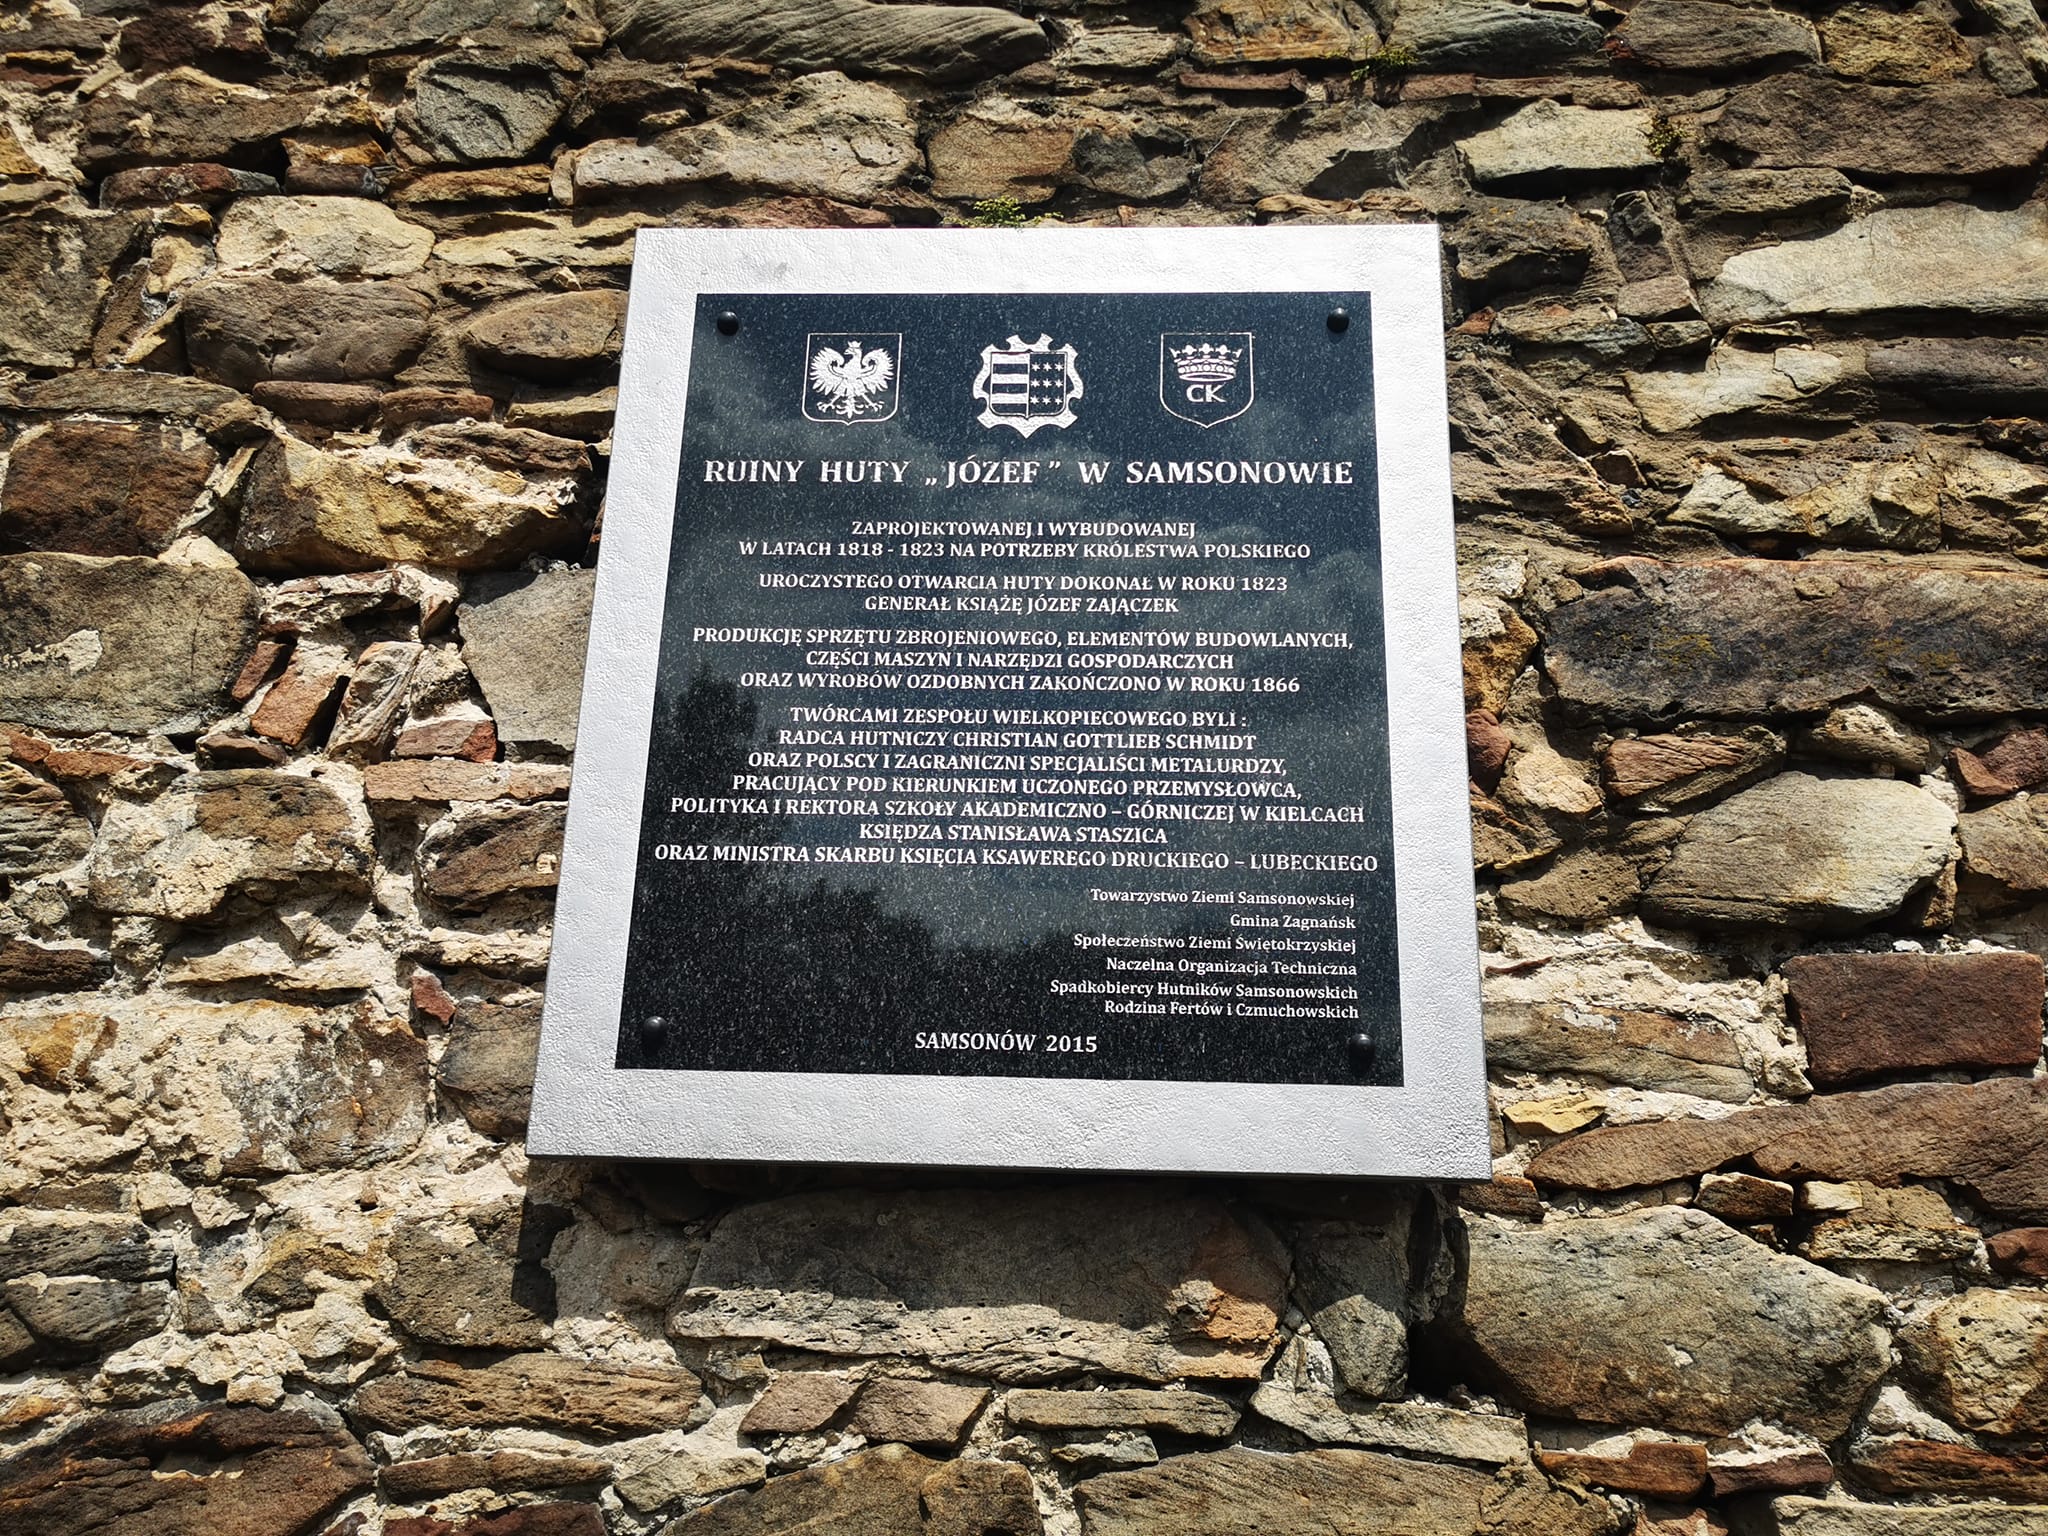 CK
RUINY HUTY „JÓZEF” W SAMSONOWIE
ZAPROJEKTOWANEJ I WYBUDOWANEJ
W LATACH 1818 - 1823 NA POTRZEBY KRÓLESTWA POLSKIEGO
UROCZYSTEGO OTWARCIA HUTY DOKONAŁ W ROKU 1823
GENERAŁ KSIĄŻĘ JÓZEF ZAJĄCZEK
PRODUKCJĘ SPRZĘTU ZBROJENIOWEGO, ELEMENTÓW BUDOWLANYCH,
CZĘŚCI MASZYN I NARZĘDZI GOSPODARCZYCH
ORAZ WYROBÓW OZDOBNYCH ZAKOŃCZONO W ROKU 1866
TWÓRCAMI ZESPOŁU WIELKOPIECOWEGO BYLI :
RADCA HUTNICZY CHRISTIAN GOTTLIEB SCHMIDT
ORAZ POLSCY I ZAGRANICZNI SPECJALIŚCI METALURDZY,
PRACUJĄCY POD KIERUNKIEM UCZONEGO PRZEMYSŁOWCA,
POLITYKA I REKTORA SZKOŁY AKADEMICZNO – GÓRNICZEJ W KIELCACH
KSIĘDZA STANISŁAWA STASZICA
ORAZ MINISTRA SKARBU KSIĘCIA KSAWEREGO DRUCKIEGO – LUBECKIEGO
Towarzystwo Ziemi Samsonowskiej
Gmina Zagnańsk
Społeczeństwo Ziemi Świętokrzyskiej
Naczelna Organizacja Techniczna
Spadkobiercy Hutników Samsonowskich
Rodzina Fertów i Czmuchowskich
SAMSONÓW 2015